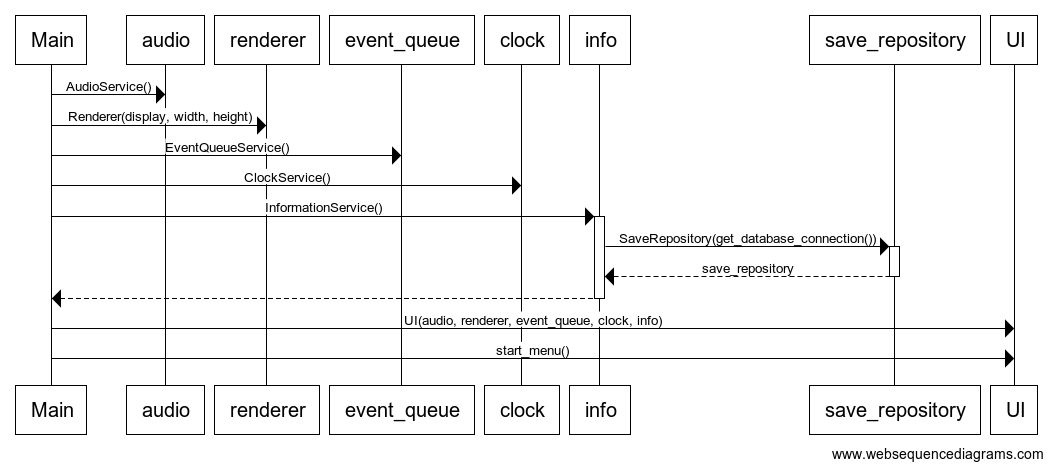 Main audio renderer event_queue clock info save_repository UI
AudioService()
Renderer(display, width, height)
EventQueueService()
ClockService()
InformationService()
SaveRepository(get_database_connection())
save_repository
UI(audio, renderer, event_queue, clock, info)
start_menu()
Main audio renderer event_queue clock info save_repository UI
www.websequencediagrams.com